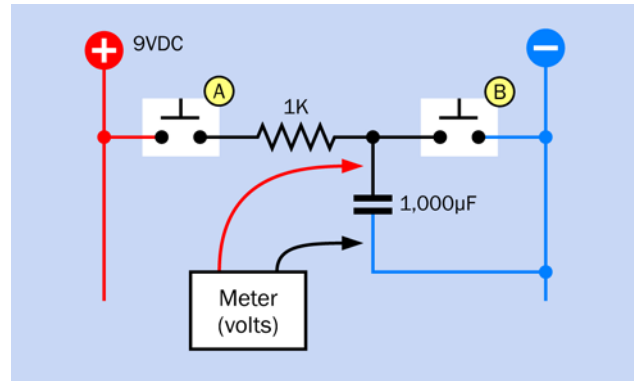 +
9VDC
−
A
B
1K
1,000µF
Meter
(volts)